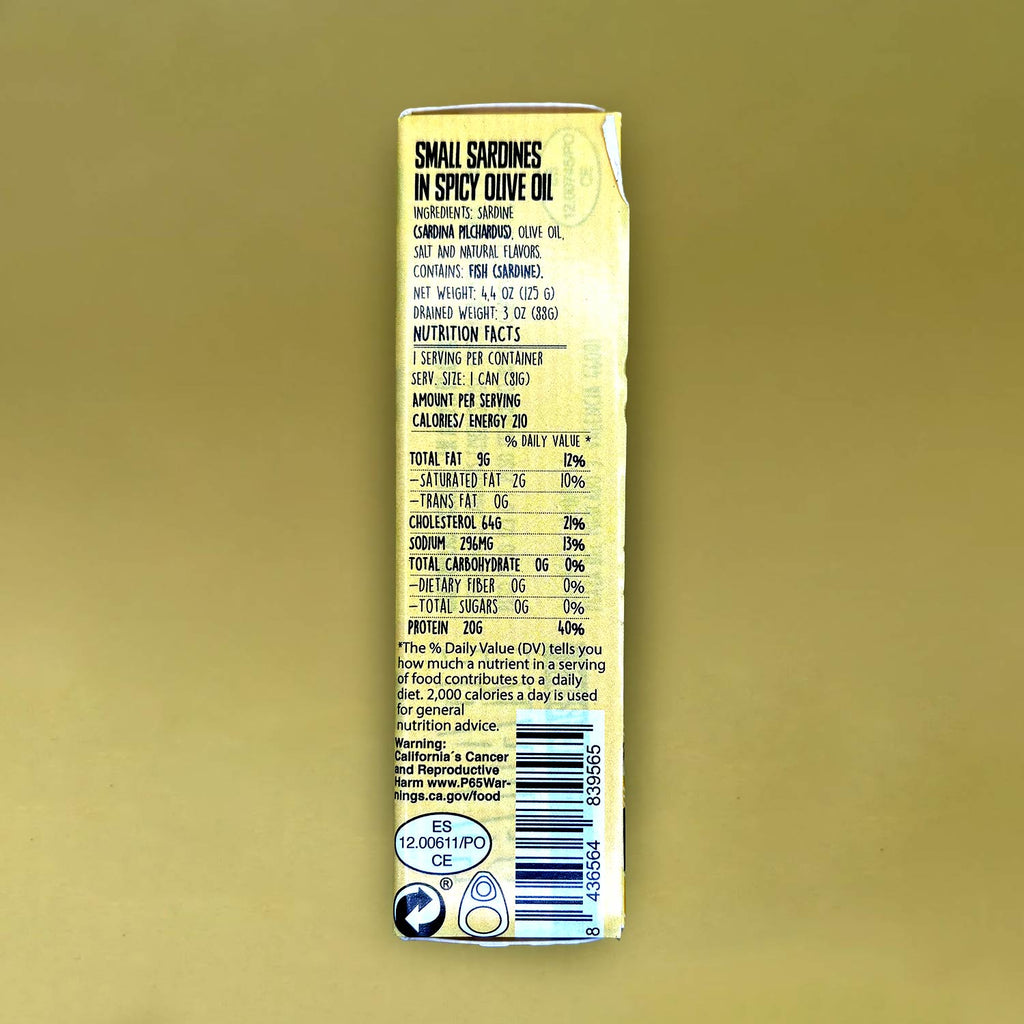 SMALL SARDINES
IN SPICY OLIVE OIL
INGREDIENTS: SARDINE
(SARDINA PILCHARDUS), OLIVE OIL,
SALT AND NATURAL FLAVORS.
CONTAINS: FISH (SARDINE).
NET WEIGHT: 4,4 OZ (125 G)
DRAINED WEIGHT: 3 OZ (88G)
NUTRITION FACTS
1 SERVING PER CONTAINER
SERV. SIZE: 1 CAN (81G)
AMOUNT PER SERVING
CALORIES/ ENERGY 210
% DAILY VALUE *
TOTAL FAT 9G 12%
-SATURATED FAT 2G 10%
-TRANS FAT 0G
CHOLESTEROL 64G 21%
SODIUM 296MG 13%
TOTAL CARBOHYDRATE 0G 0%
-DIETARY FIBER 0G 0%
-TOTAL SUGARS 0G 0%
PROTEIN 20G 40%
*The % Daily Value (DV) tells you
how much a nutrient in a serving
of food contributes to a daily
diet. 2,000 calories a day is used
for general
nutrition advice.
Warning:
California´s Cancer
and Reproductive
Harm www.P65War-
nings.ca.gov/food
ES
12.00611/PO
CE
®
8 436564 839565
12.00745/PO
CE